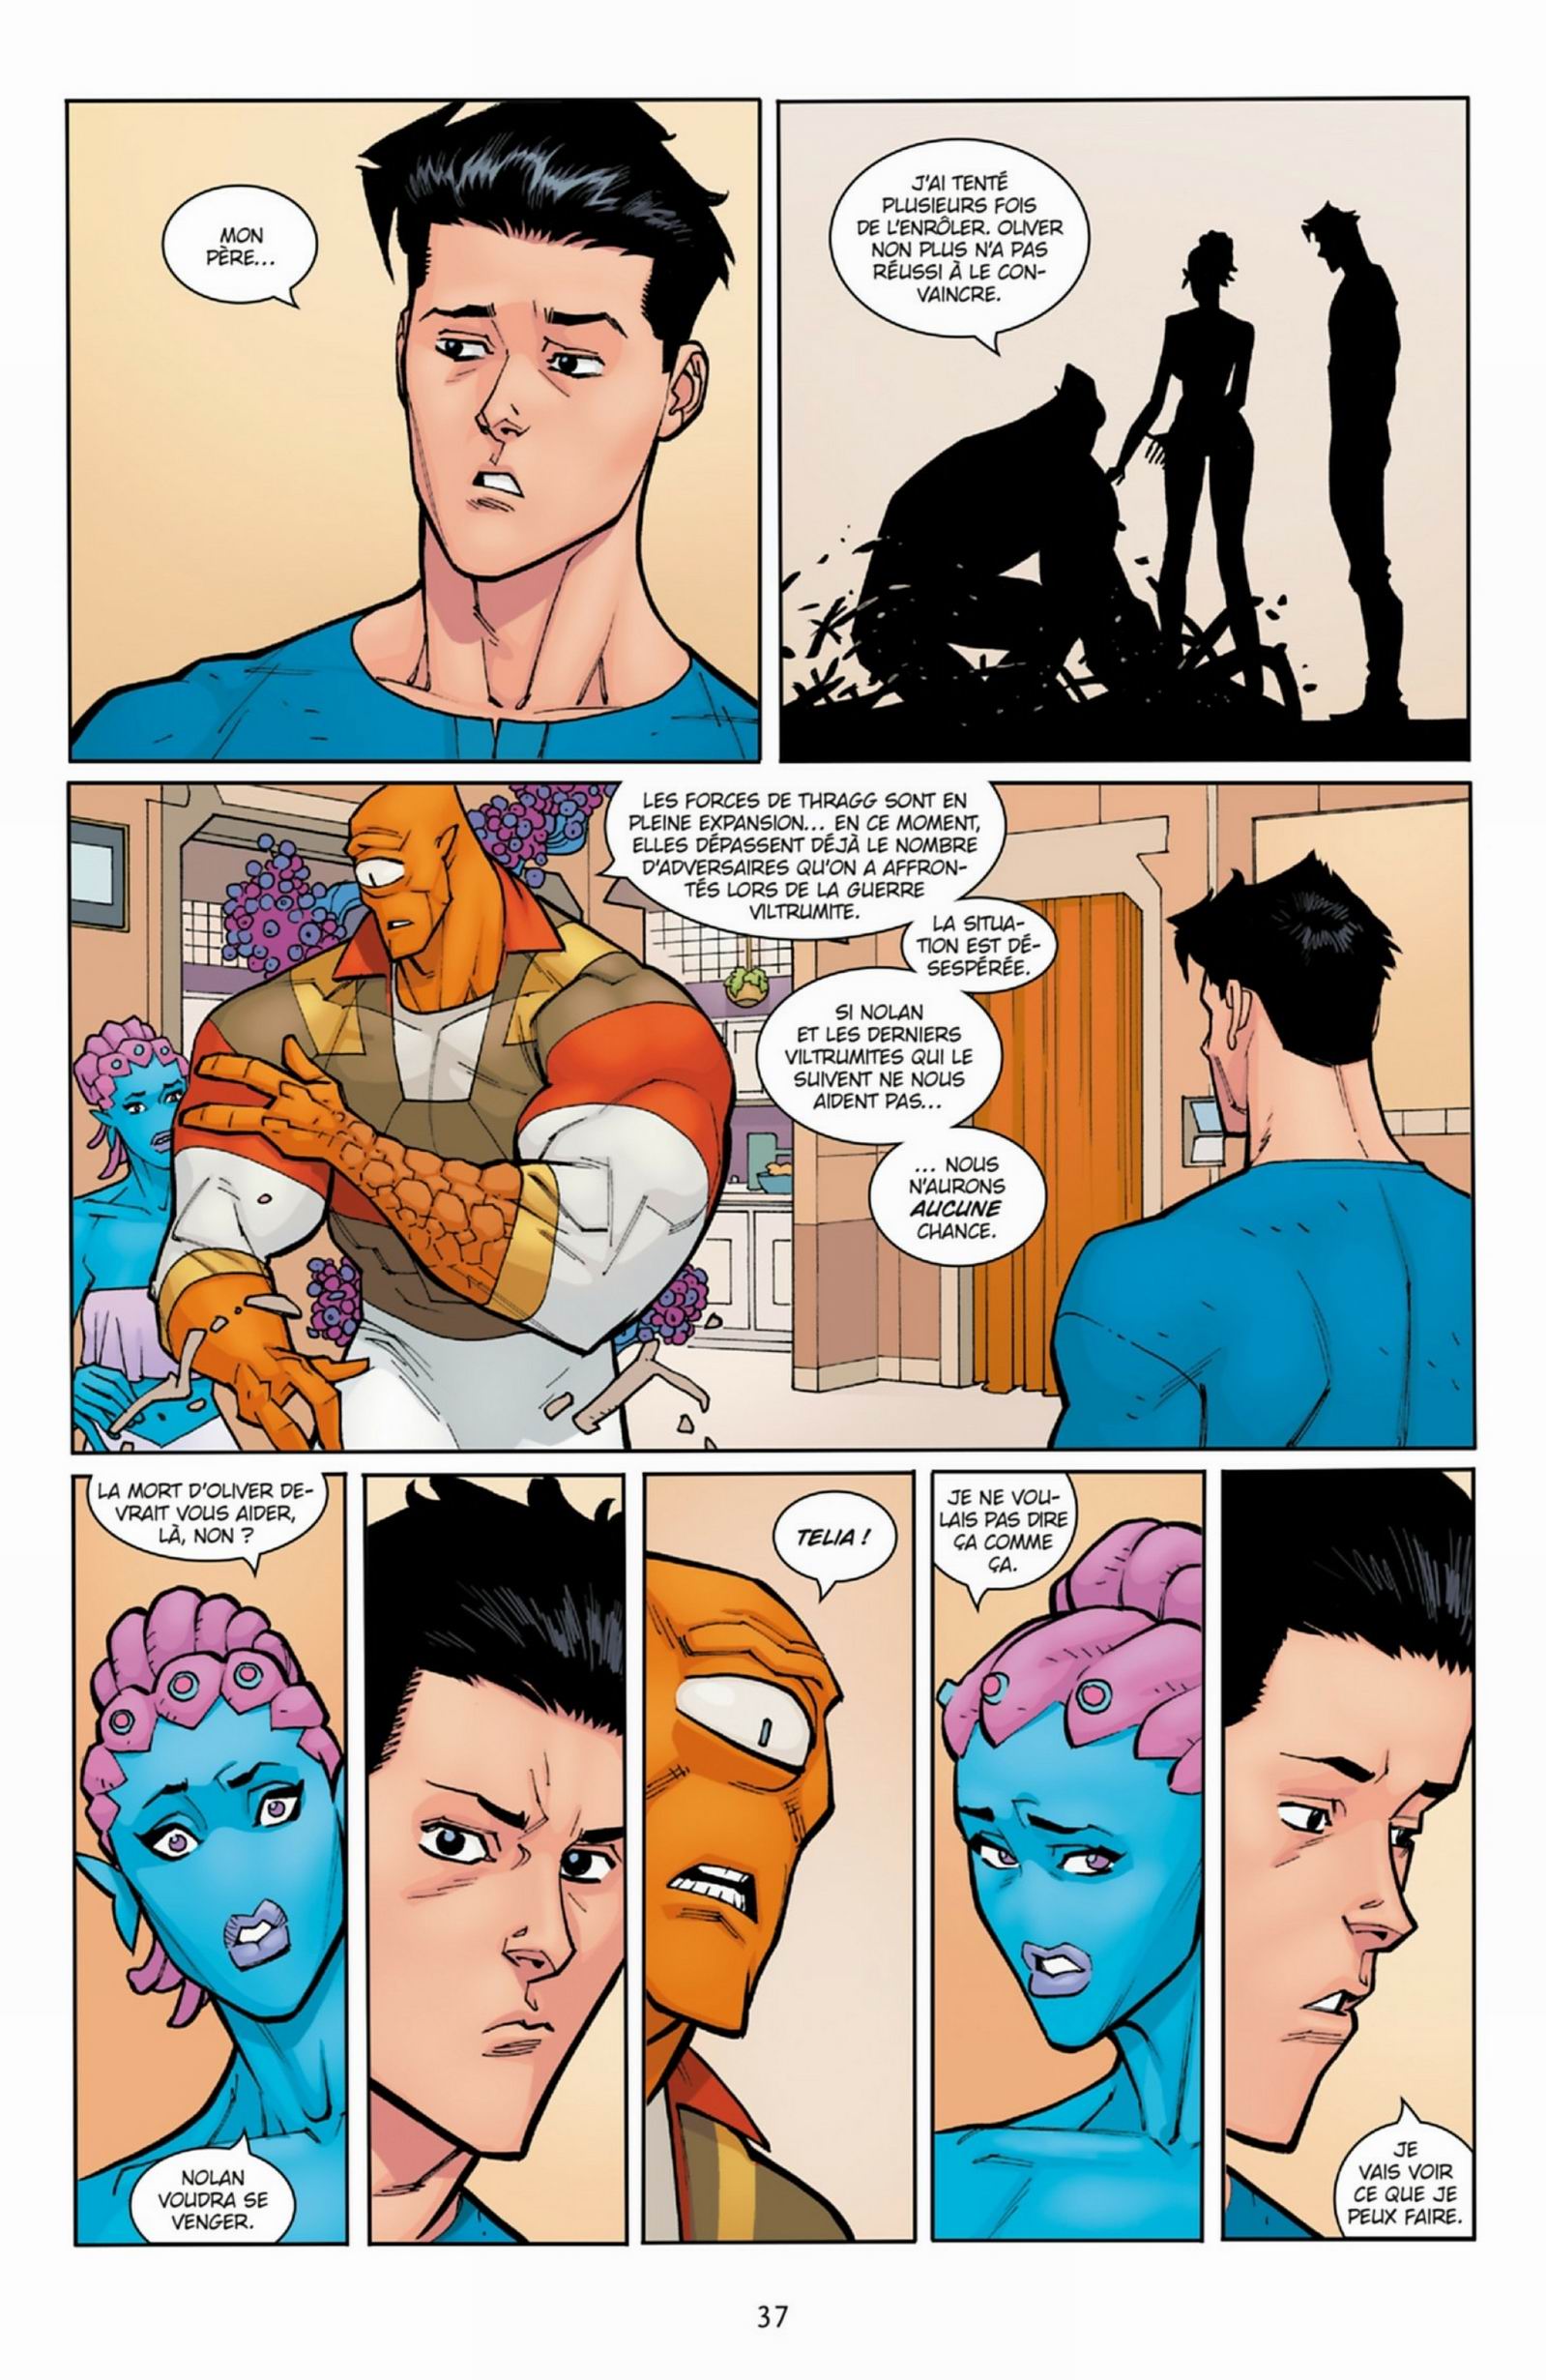 MON
PÈRE...
J'AI TENTÉ
PLUSIEURS FOIS
DE L'ENRÔLER. OLIVER
NON PLUS N'A PAS
RÉUSSI À LE CON-
VAINCRE.
LES FORCES DE THRAGG SONT EN
PLEINE EXPANSION... EN CE MOMENT,
ELLES DÉPASSENT DÉJÀ LE NOMBRE
D'ADVERSAIRES QU'ON A AFFRON-
TÉS LORS DE LA GUERRE
VILTRUMITE.
LA SITUA-
TION EST DÉ-
SESPÉRÉE.
SI NOLAN
ET LES DERNIERS
VILTRUMITES QUI LE
SUIVENT NE NOUS
AIDENT PAS...
... NOUS
N'AURONS
AUCUNE
CHANCE.
LA MORT D'OLIVER DE-
VRAIT VOUS AIDER,
LÀ, NON ?
NOLAN
VOUDRA SE
VENGER.
TELIA !
JE NE VOU-
LAIS PAS DIRE
ÇA COMME
ÇA.
JE
VAIS VOIR
CE QUE JE
PEUX FAIRE.
37